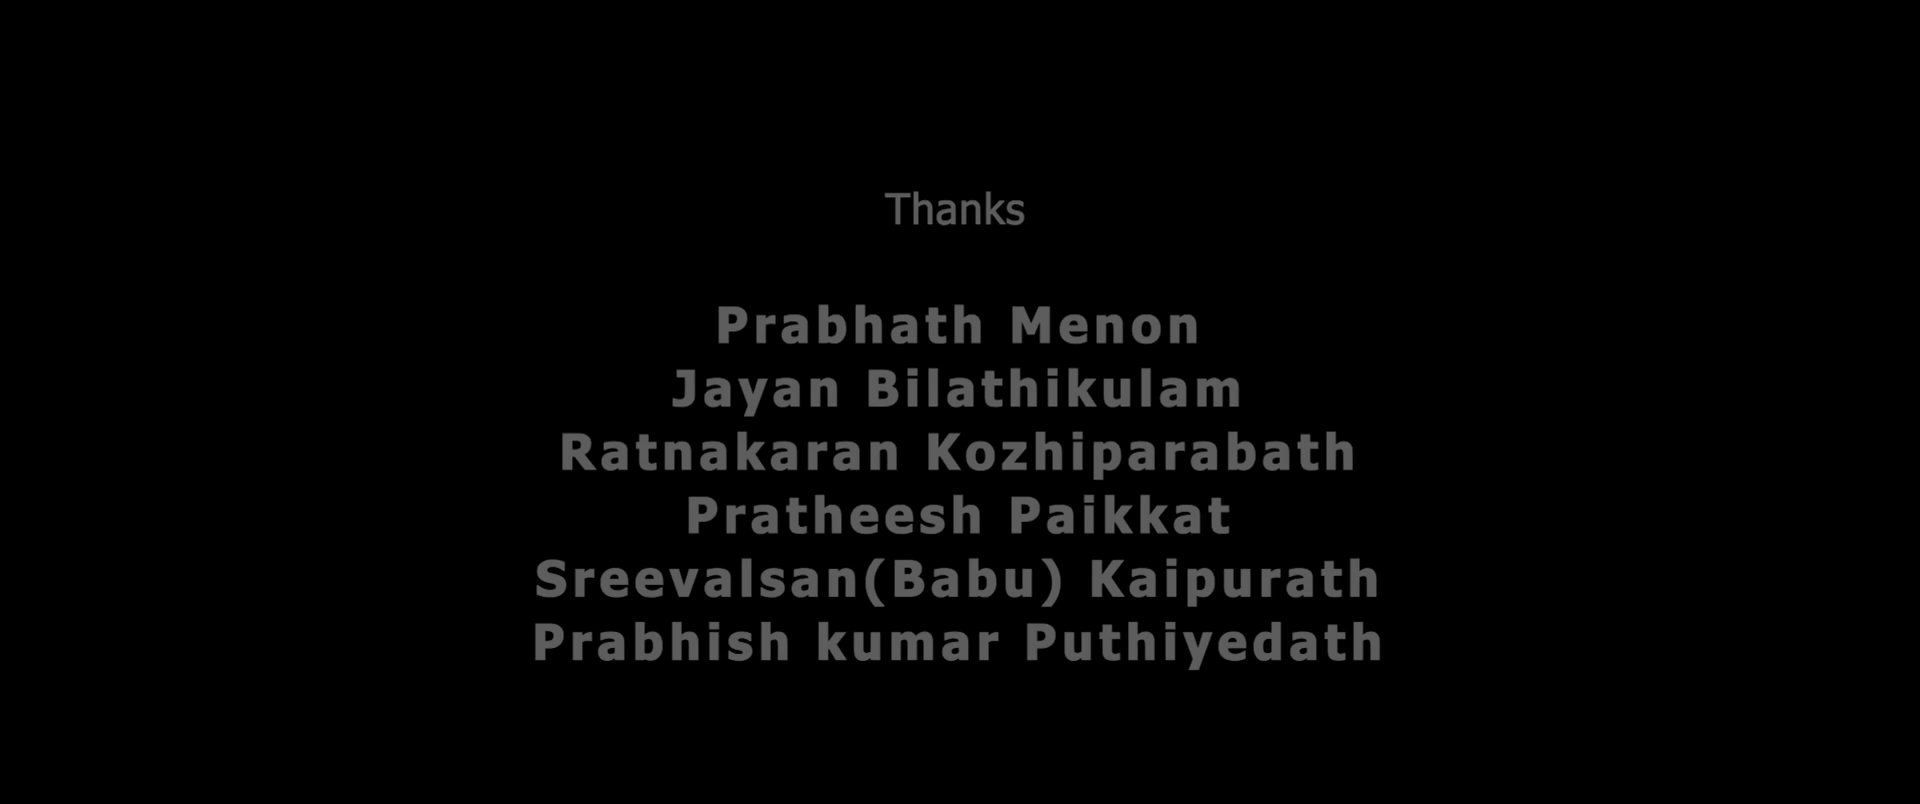 Thanks
Prabhath Menon
Jayan Bilathikulam
Ratnakaran Kozhiparabath
Pratheesh Paikkat
Sreevalsan(Babu) Kaipurath
Prabhish kumar Puthiyedath